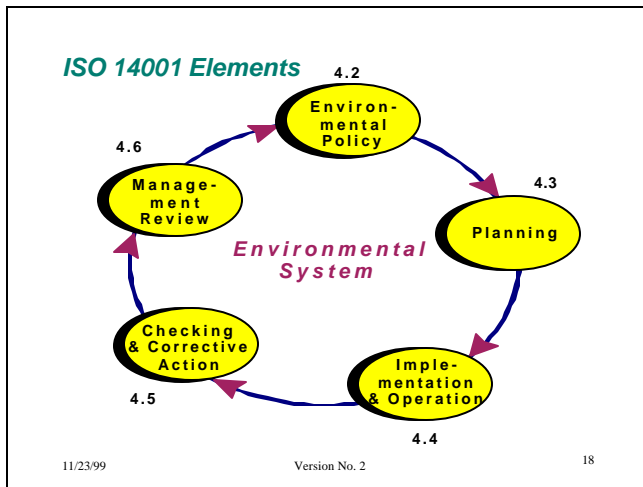 ISO 14001 Elements
4.2
Environ-
mental
Policy
4.3
Planning
4.4
Imple-
mentation
& Operation
4.5
Checking
& Corrective
Action
4.6
Manage-
ment
Review
Environmental
System
11/23/99
Version No. 2
18